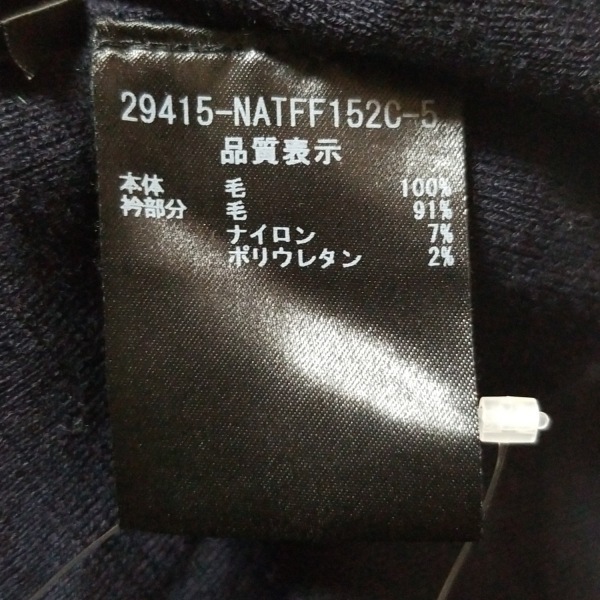 29415-NATFF152C-5
品質表示
本体 毛 100%
衿部分 毛 91%
ナイロン 7%
ポリウレタン 2%